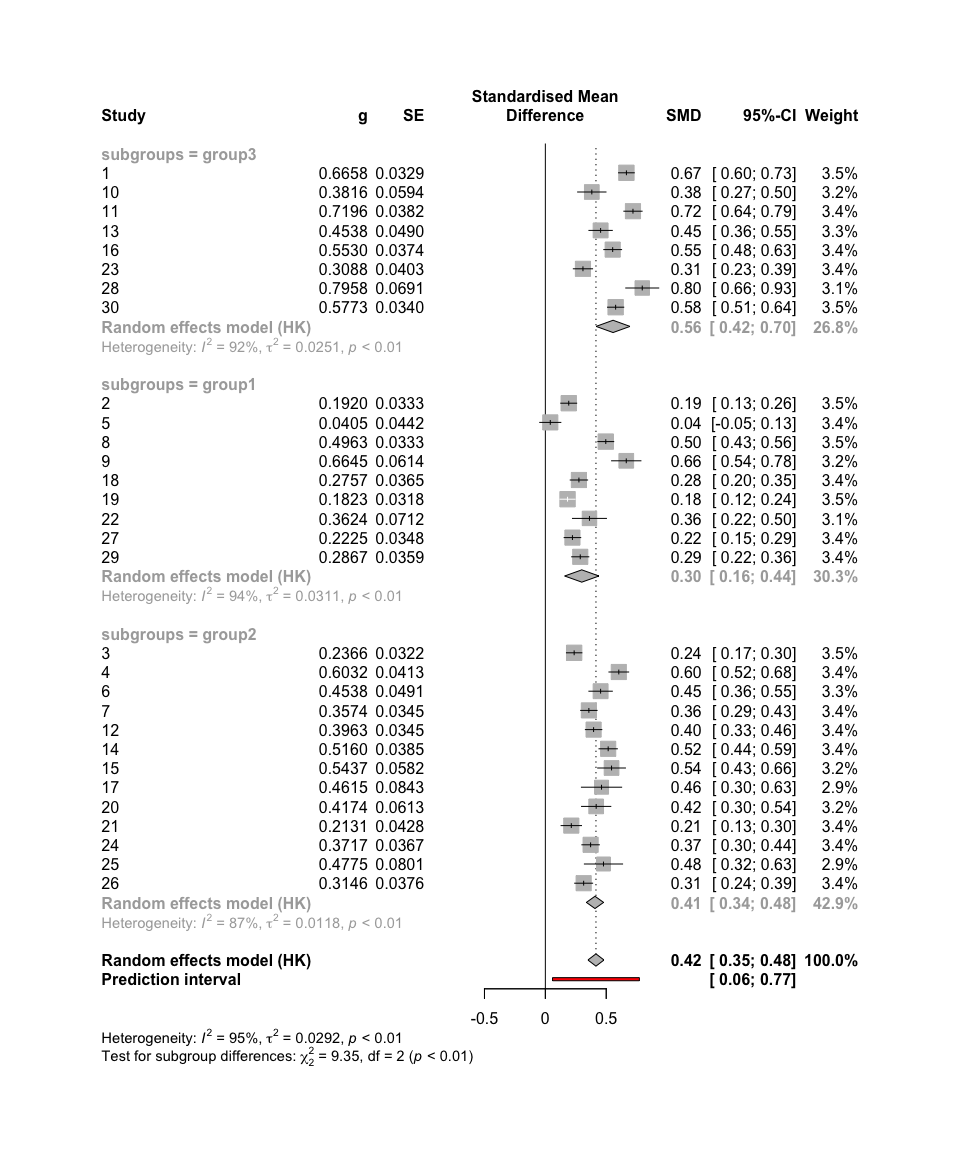 Standardised Mean
Study g SE Difference SMD 95%-CI Weight
subgroups = group3
1 0.6658 0.0329 0.67 [ 0.60; 0.73] 3.5%
10 0.3816 0.0594 0.38 [ 0.27; 0.50] 3.2%
11 0.7196 0.0382 0.72 [ 0.64; 0.79] 3.4%
13 0.4538 0.0490 0.45 [ 0.36; 0.55] 3.3%
16 0.5530 0.0374 0.55 [ 0.48; 0.63] 3.4%
23 0.3088 0.0403 0.31 [ 0.23; 0.39] 3.4%
28 0.7958 0.0691 0.80 [ 0.66; 0.93] 3.1%
30 0.5773 0.0340 0.58 [ 0.51; 0.64] 3.5%
Random effects model (HK) 0.56 [ 0.42; 0.70] 26.8%
Heterogeneity: I² = 92%, τ² = 0.0251, p < 0.01
subgroups = group1
2 0.1920 0.0333 0.19 [ 0.13; 0.26] 3.5%
5 0.0405 0.0442 0.04 [-0.05; 0.13] 3.4%
8 0.4963 0.0333 0.50 [ 0.43; 0.56] 3.5%
9 0.6645 0.0614 0.66 [ 0.54; 0.78] 3.2%
18 0.2757 0.0365 0.28 [ 0.20; 0.35] 3.4%
19 0.1823 0.0318 0.18 [ 0.12; 0.24] 3.5%
22 0.3624 0.0712 0.36 [ 0.22; 0.50] 3.1%
27 0.2225 0.0348 0.22 [ 0.15; 0.29] 3.4%
29 0.2867 0.0359 0.29 [ 0.22; 0.36] 3.4%
Random effects model (HK) 0.30 [ 0.16; 0.44] 30.3%
Heterogeneity: I² = 94%, τ² = 0.0311, p < 0.01
subgroups = group2
3 0.2366 0.0322 0.24 [ 0.17; 0.30] 3.5%
4 0.6032 0.0413 0.60 [ 0.52; 0.68] 3.4%
6 0.4538 0.0491 0.45 [ 0.36; 0.55] 3.3%
7 0.3574 0.0345 0.36 [ 0.29; 0.43] 3.4%
12 0.3963 0.0345 0.40 [ 0.33; 0.46] 3.4%
14 0.5160 0.0385 0.52 [ 0.44; 0.59] 3.4%
15 0.5437 0.0582 0.54 [ 0.43; 0.66] 3.2%
17 0.4615 0.0843 0.46 [ 0.30; 0.63] 2.9%
20 0.4174 0.0613 0.42 [ 0.30; 0.54] 3.2%
21 0.2131 0.0428 0.21 [ 0.13; 0.30] 3.4%
24 0.3717 0.0367 0.37 [ 0.30; 0.44] 3.4%
25 0.4775 0.0801 0.48 [ 0.32; 0.63] 2.9%
26 0.3146 0.0376 0.31 [ 0.24; 0.39] 3.4%
Random effects model (HK) 0.41 [ 0.34; 0.48] 42.9%
Heterogeneity: I² = 87%, τ² = 0.0118, p < 0.01
Random effects model (HK) 0.42 [ 0.35; 0.48] 100.0%
Prediction interval [ 0.06; 0.77]
-0.5 0 0.5
Heterogeneity: I² = 95%, τ² = 0.0292, p < 0.01
Test for subgroup differences: χ²₂ = 9.35, df = 2 (p < 0.01)